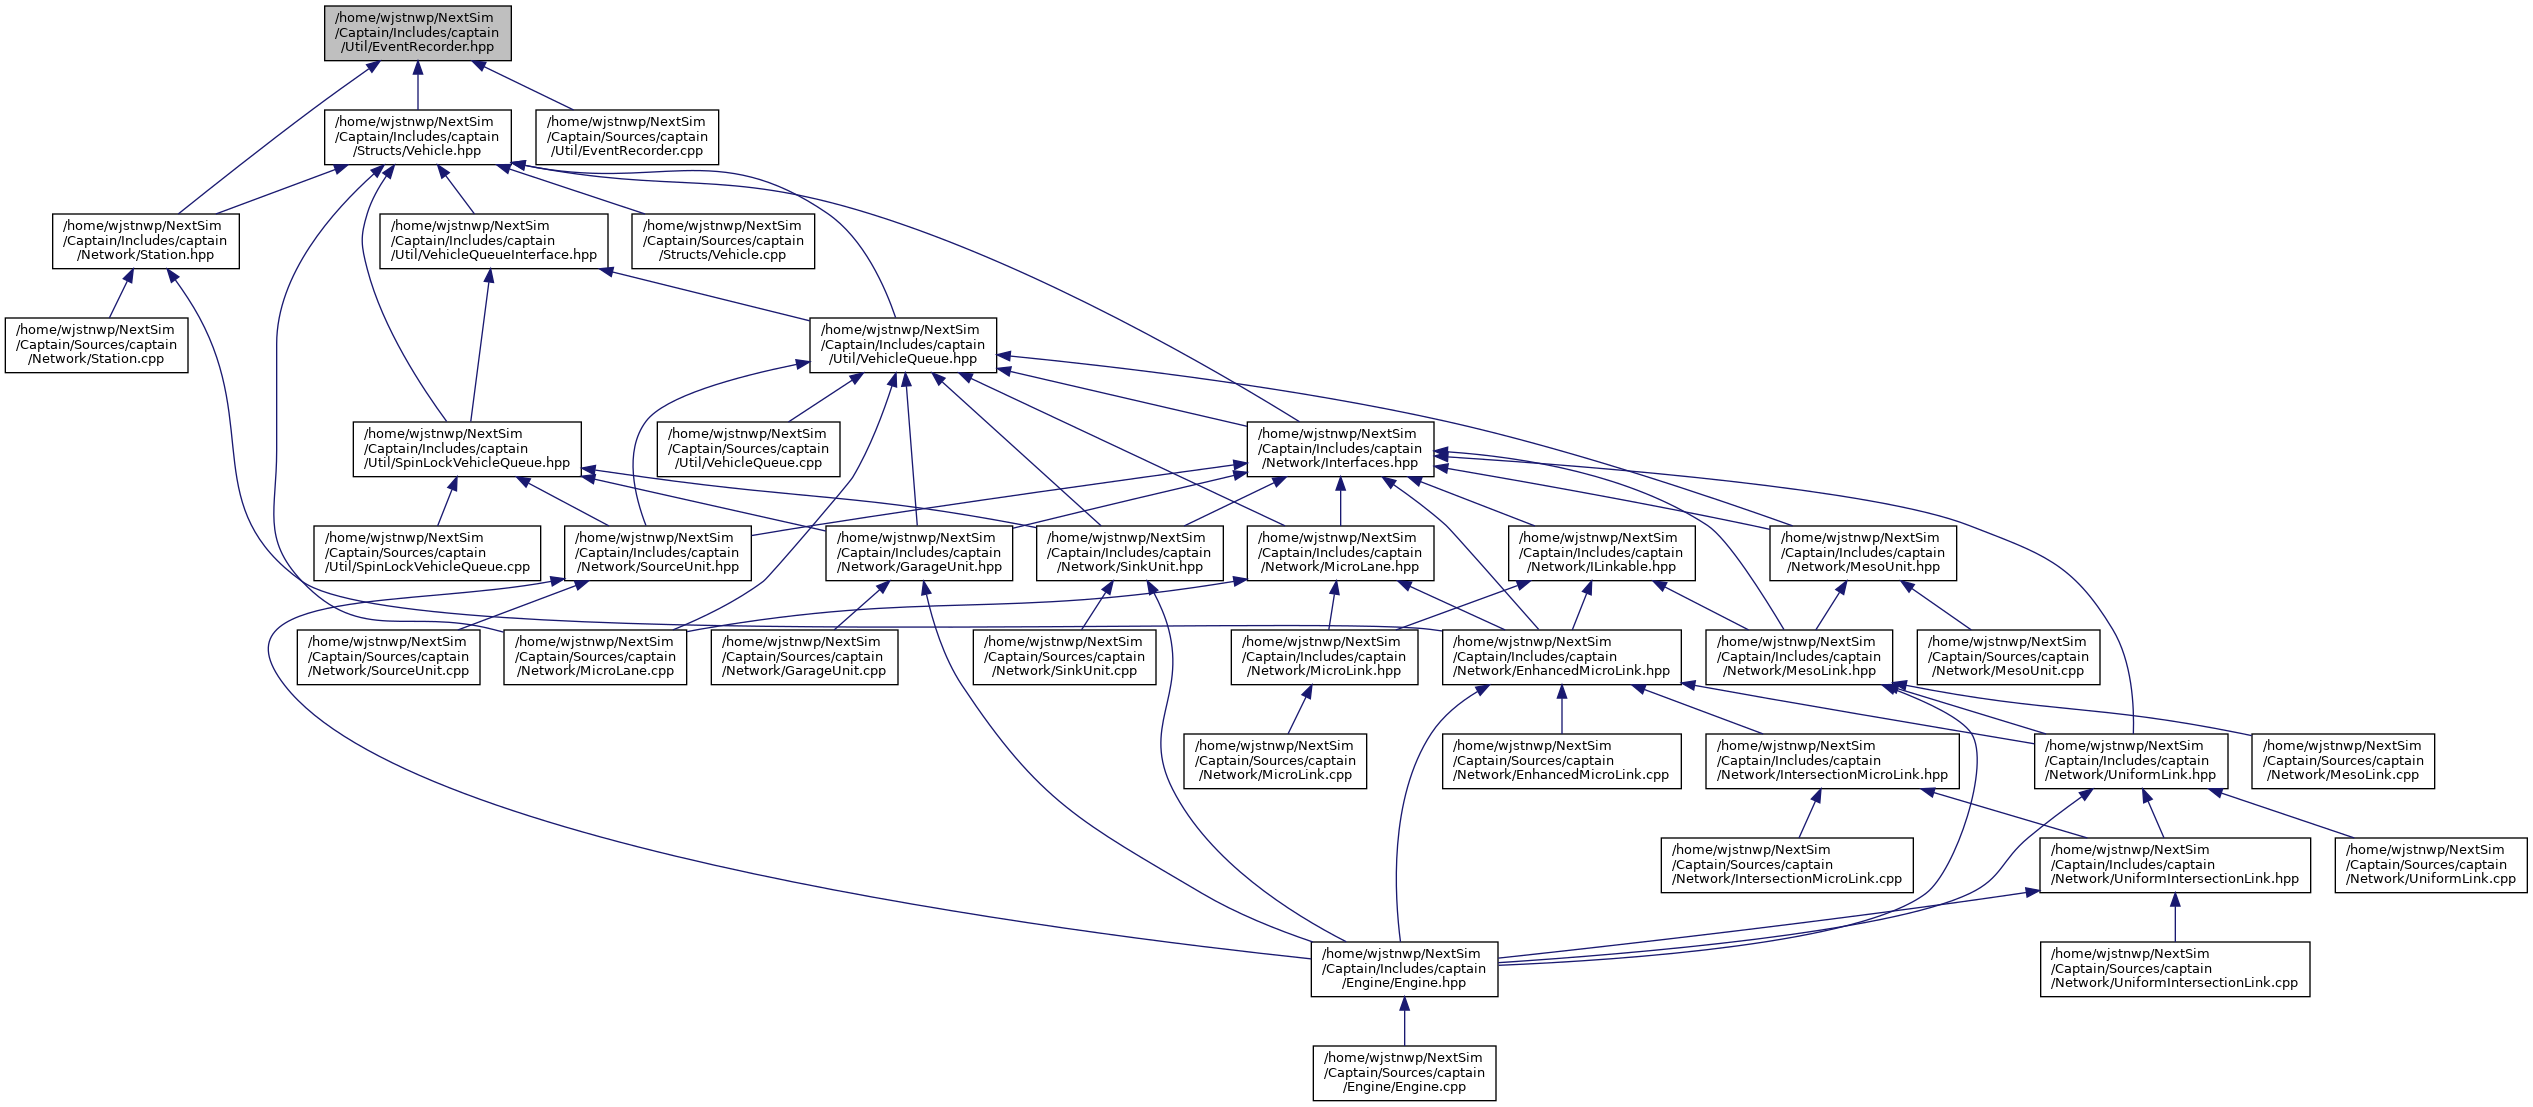 /home/wjstnwp/NextSim
/Captain/Includes/captain
/Util/EventRecorder.hpp
/home/wjstnwp/NextSim
/Captain/Includes/captain
/Structs/Vehicle.hpp
/home/wjstnwp/NextSim
/Captain/Sources/captain
/Util/EventRecorder.cpp
/home/wjstnwp/NextSim
/Captain/Includes/captain
/Network/Station.hpp
/home/wjstnwp/NextSim
/Captain/Includes/captain
/Util/VehicleQueueInterface.hpp
/home/wjstnwp/NextSim
/Captain/Sources/captain
/Structs/Vehicle.cpp
/home/wjstnwp/NextSim
/Captain/Sources/captain
/Network/Station.cpp
/home/wjstnwp/NextSim
/Captain/Includes/captain
/Util/VehicleQueue.hpp
/home/wjstnwp/NextSim
/Captain/Includes/captain
/Util/SpinLockVehicleQueue.hpp
/home/wjstnwp/NextSim
/Captain/Sources/captain
/Util/VehicleQueue.cpp
/home/wjstnwp/NextSim
/Captain/Includes/captain
/Network/Interfaces.hpp
/home/wjstnwp/NextSim
/Captain/Sources/captain
/Util/SpinLockVehicleQueue.cpp
/home/wjstnwp/NextSim
/Captain/Includes/captain
/Network/SourceUnit.hpp
/home/wjstnwp/NextSim
/Captain/Includes/captain
/Network/GarageUnit.hpp
/home/wjstnwp/NextSim
/Captain/Includes/captain
/Network/SinkUnit.hpp
/home/wjstnwp/NextSim
/Captain/Includes/captain
/Network/MicroLane.hpp
/home/wjstnwp/NextSim
/Captain/Includes/captain
/Network/ILinkable.hpp
/home/wjstnwp/NextSim
/Captain/Includes/captain
/Network/MesoUnit.hpp
/home/wjstnwp/NextSim
/Captain/Sources/captain
/Network/SourceUnit.cpp
/home/wjstnwp/NextSim
/Captain/Sources/captain
/Network/MicroLane.cpp
/home/wjstnwp/NextSim
/Captain/Sources/captain
/Network/GarageUnit.cpp
/home/wjstnwp/NextSim
/Captain/Sources/captain
/Network/SinkUnit.cpp
/home/wjstnwp/NextSim
/Captain/Includes/captain
/Network/MicroLink.hpp
/home/wjstnwp/NextSim
/Captain/Includes/captain
/Network/EnhancedMicroLink.hpp
/home/wjstnwp/NextSim
/Captain/Includes/captain
/Network/MesoLink.hpp
/home/wjstnwp/NextSim
/Captain/Sources/captain
/Network/MesoUnit.cpp
/home/wjstnwp/NextSim
/Captain/Sources/captain
/Network/MicroLink.cpp
/home/wjstnwp/NextSim
/Captain/Sources/captain
/Network/EnhancedMicroLink.cpp
/home/wjstnwp/NextSim
/Captain/Includes/captain
/Network/IntersectionMicroLink.hpp
/home/wjstnwp/NextSim
/Captain/Includes/captain
/Network/UniformLink.hpp
/home/wjstnwp/NextSim
/Captain/Sources/captain
/Network/MesoLink.cpp
/home/wjstnwp/NextSim
/Captain/Sources/captain
/Network/IntersectionMicroLink.cpp
/home/wjstnwp/NextSim
/Captain/Includes/captain
/Network/UniformIntersectionLink.hpp
/home/wjstnwp/NextSim
/Captain/Sources/captain
/Network/UniformLink.cpp
/home/wjstnwp/NextSim
/Captain/Includes/captain
/Engine/Engine.hpp
/home/wjstnwp/NextSim
/Captain/Sources/captain
/Network/UniformIntersectionLink.cpp
/home/wjstnwp/NextSim
/Captain/Sources/captain
/Engine/Engine.cpp